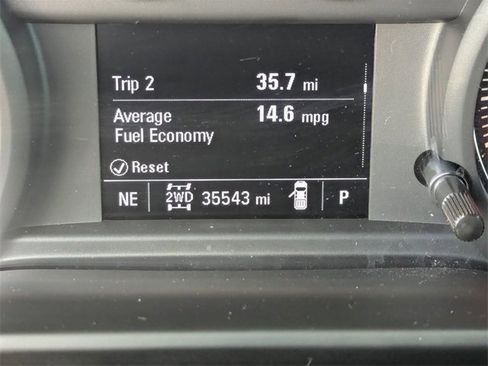 Trip 2 35.7 mi
Average 14.6 mpg
Fuel Economy
Reset
NE 2WD 35543 mi P